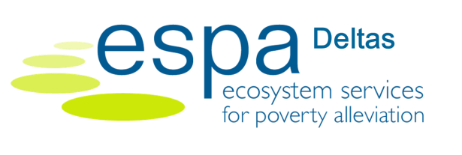 espa Deltas
ecosystem services
for poverty alleviation